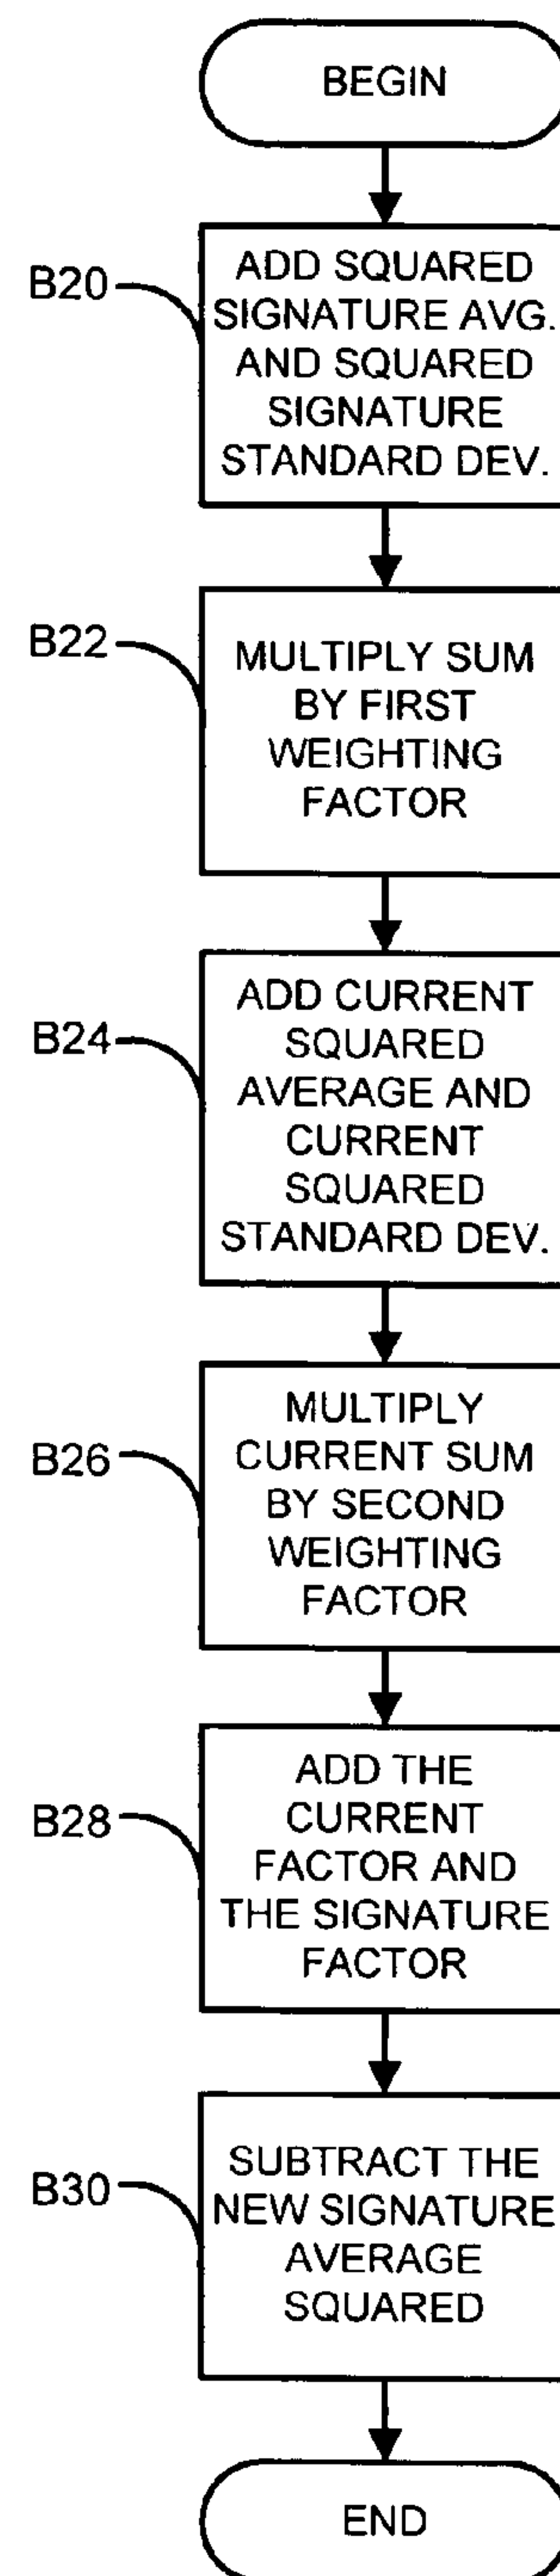 BEGIN
B20
ADD SQUARED
SIGNATURE AVG.
AND SQUARED
SIGNATURE
STANDARD DEV.
B22
MULTIPLY SUM
BY FIRST
WEIGHTING
FACTOR
B24
ADD CURRENT
SQUARED
AVERAGE AND
CURRENT
SQUARED
STANDARD DEV.
B26
MULTIPLY
CURRENT SUM
BY SECOND
WEIGHTING
FACTOR
B28
ADD THE
CURRENT
FACTOR AND
THE SIGNATURE
FACTOR
B30
SUBTRACT THE
NEW SIGNATURE
AVERAGE
SQUARED
END